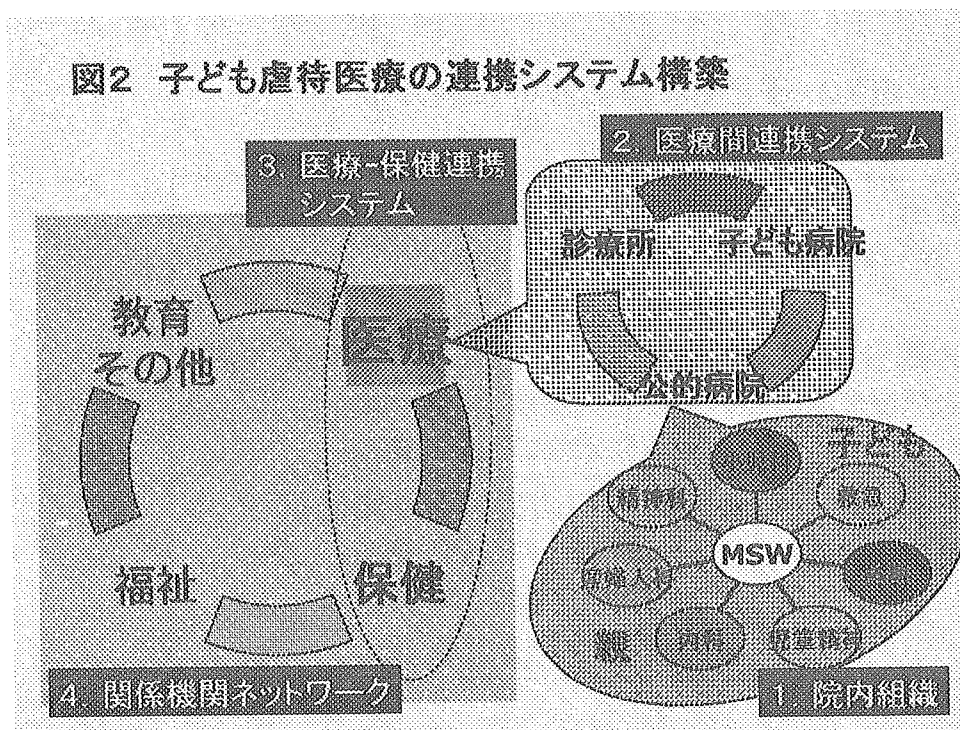 図2 子ども虐待医療の連携システム構築
3. 医療-保健連携
システム
2. 医療間連携システム
診療所
子ども病院
公的病院
教育
その他
医療
福祉
保健
子ども
精神科
救急
MSW
内科
4. 関係機関ネットワーク
1. 院内組織